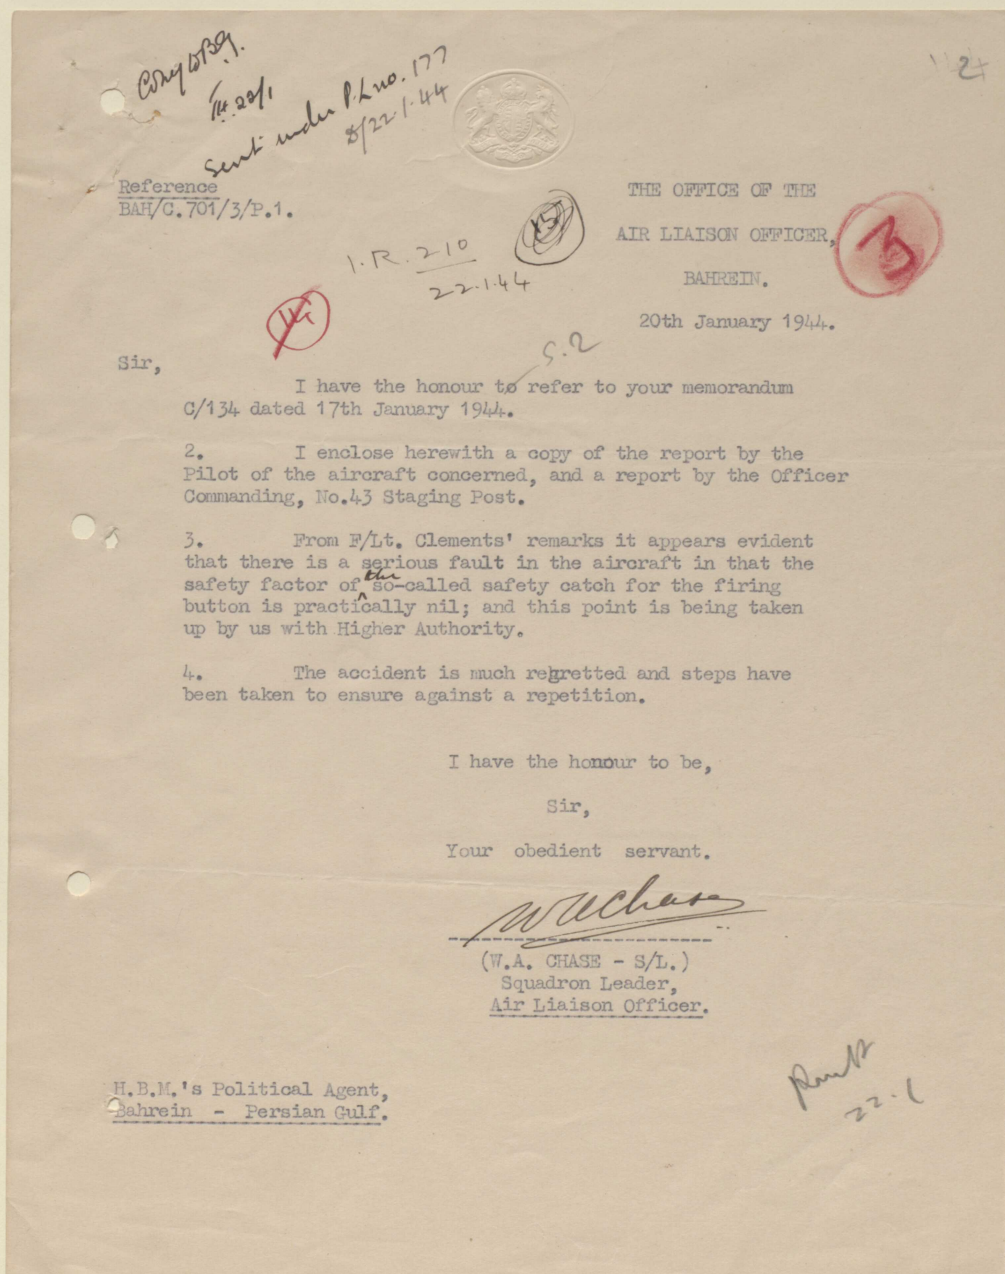 Sent under P.L no. 177
22.1.44
2
Reference
BAH/C.701/3/P.1.
THE OFFICE OF THE
AIR LIAISON OFFICER,
BAHREIN.
20th January 1944.
3
I.R. 210
22.1.44
S.2
Sir,
I have the honour to refer to your memorandum
C/134 dated 17th January 1944.
2. I enclose herewith a copy of the report by the
Pilot of the aircraft concerned, and a report by the Officer
Commanding, No.43 Staging Post.
3. From F/Lt. Clements' remarks it appears evident
that there is a serious fault in the aircraft in that the
safety factor of the so-called safety catch for the firing
button is practically nil; and this point is being taken
up by us with Higher Authority.
4. The accident is much regretted and steps have
been taken to ensure against a repetition.
I have the honour to be,
Sir,
Your obedient servant.
W A Chase
(W.A. CHASE - S/L.)
Squadron Leader,
Air Liaison Officer.
H.B.M.'s Political Agent,
Bahrein - Persian Gulf.
22.1